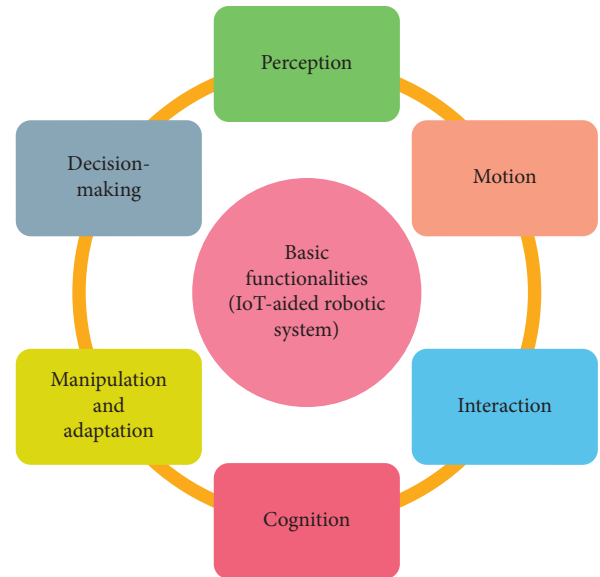 Perception
Motion
Interaction
Cognition
Manipulation
and
adaptation
Decision-
making
Basic
functionalities
(IoT-aided robotic
system)